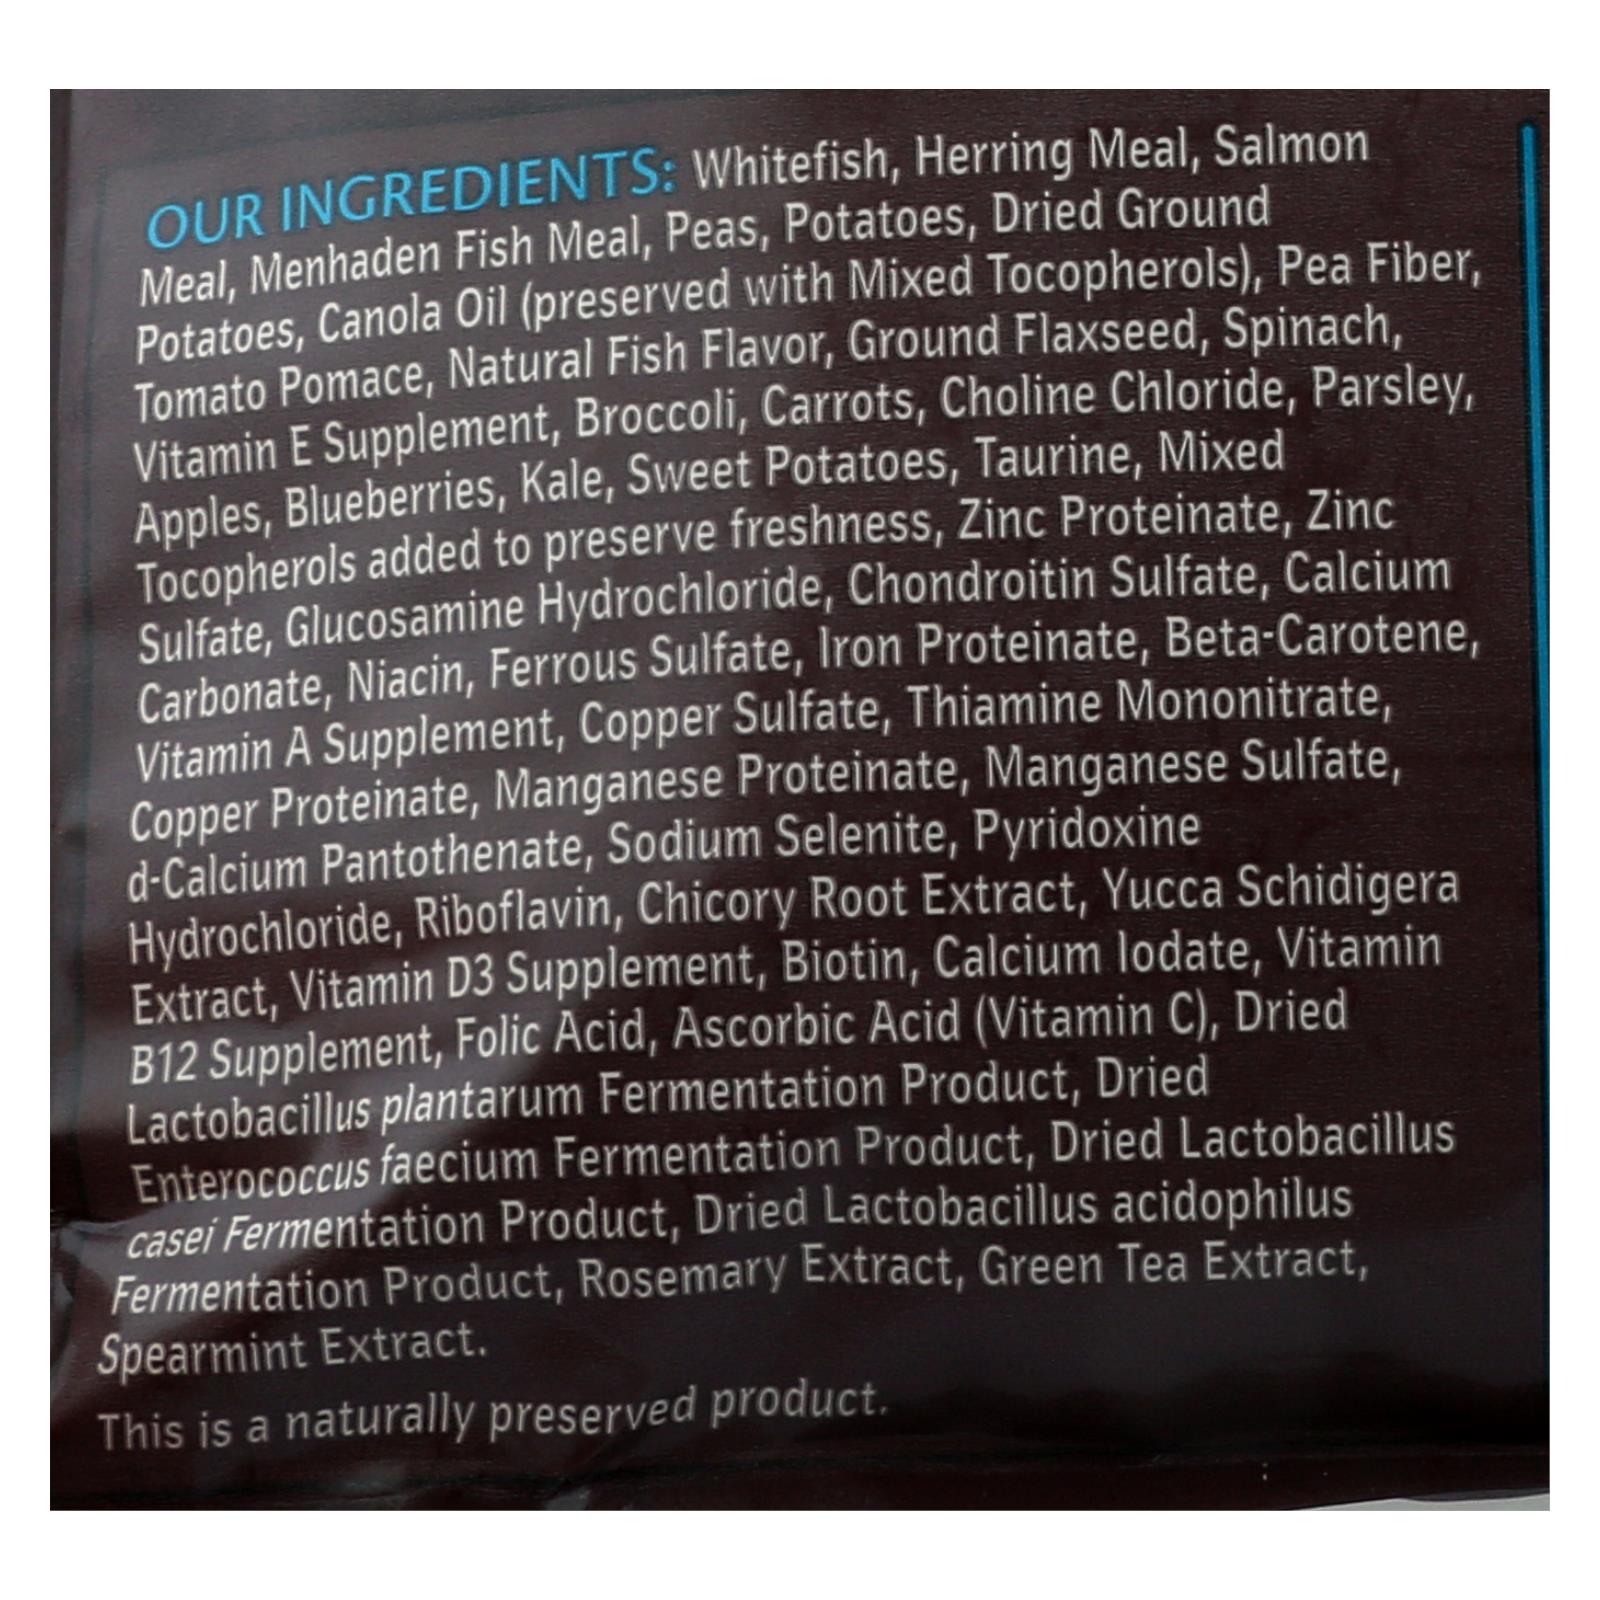 OUR INGREDIENTS: Whitefish, Herring Meal, Salmon
Meal, Menhaden Fish Meal, Peas, Potatoes, Dried Ground
Potatoes, Canola Oil (preserved with Mixed Tocopherols), Pea Fiber,
Tomato Pomace, Natural Fish Flavor, Ground Flaxseed, Spinach,
Vitamin E Supplement, Broccoli, Carrots, Choline Chloride, Parsley,
Apples, Blueberries, Kale, Sweet Potatoes, Taurine, Mixed
Tocopherols added to preserve freshness, Zinc Proteinate, Zinc
Sulfate, Glucosamine Hydrochloride, Chondroitin Sulfate, Calcium
Carbonate, Niacin, Ferrous Sulfate, Iron Proteinate, Beta-Carotene,
Vitamin A Supplement, Copper Sulfate, Thiamine Mononitrate,
Copper Proteinate, Manganese Proteinate, Manganese Sulfate,
d-Calcium Pantothenate, Sodium Selenite, Pyridoxine
Hydrochloride, Riboflavin, Chicory Root Extract, Yucca Schidigera
Extract, Vitamin D3 Supplement, Biotin, Calcium Iodate, Vitamin
B12 Supplement, Folic Acid, Ascorbic Acid (Vitamin C), Dried
Lactobacillus plantarum Fermentation Product, Dried
Enterococcus faecium Fermentation Product, Dried Lactobacillus
casei Fermentation Product, Dried Lactobacillus acidophilus
Fermentation Product, Rosemary Extract, Green Tea Extract,
Spearmint Extract.
This is a naturally preserved product.